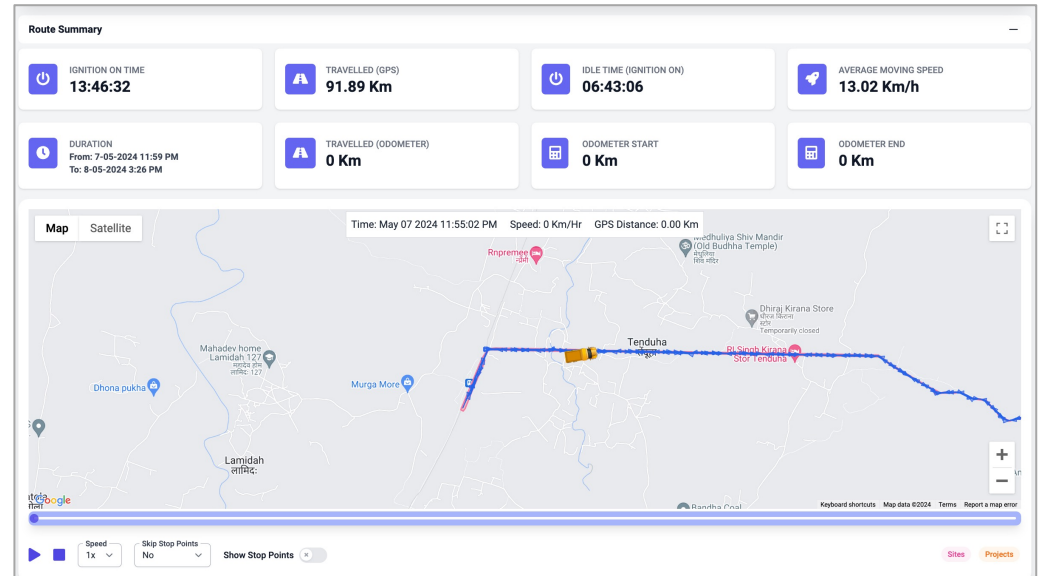 Route Summary
IGNITION ON TIME
13:46:32
TRAVELLED (GPS)
91.89 Km
IDLE TIME (IGNITION ON)
06:43:06
AVERAGE MOVING SPEED
13.02 Km/h
DURATION
From: 7-05-2024 11:59 PM
To: 8-05-2024 3:26 PM
TRAVELLED (ODOMETER)
0 Km
ODOMETER START
0 Km
ODOMETER END
0 Km
Map
Satellite
Time: May 07 2024 11:55:02 PM Speed: 0 Km/Hr GPS Distance: 0.00 Km
Medhuliya Shiv Mandir
(Old Budhha Temple)
Rnpremee
Dhiraj Kirana Store
Temporarily closed
Tenduha
Mahadev home
Lamidah 127
RJ Singh Kirana
Stor Tenduha
Dhona pukha
Murga More
P
Lamidah
लामिद:
Bandha Coal
Google
Keyboard shortcuts Map data ©2024 Terms Report a map error
Speed
1x
Skip Stop Points
No
Show Stop Points
Sites
Projects